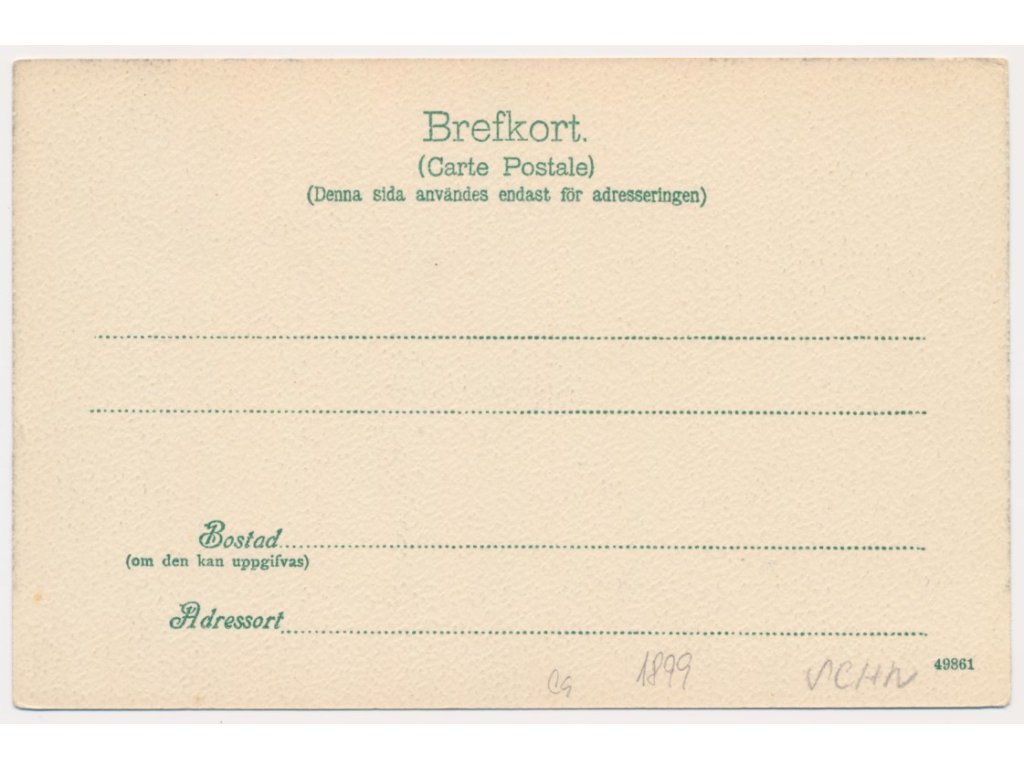 Brefkort.
(Carte Postale)
(Denna sida användes endast för adresseringen)
Bostad
(om den kan uppgifvas)
Adressort
49861
1899